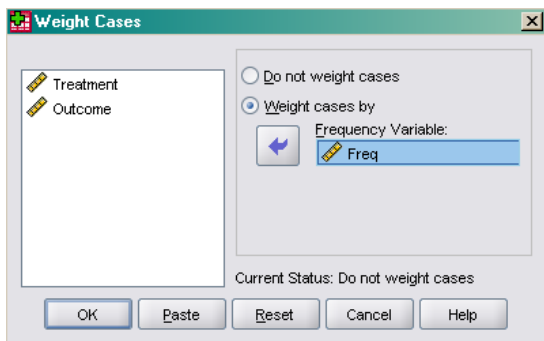 Weight Cases
Treatment
Outcome
Do not weight cases
Weight cases by
Frequency Variable:
Freq
Current Status: Do not weight cases
OK Paste Reset Cancel Help